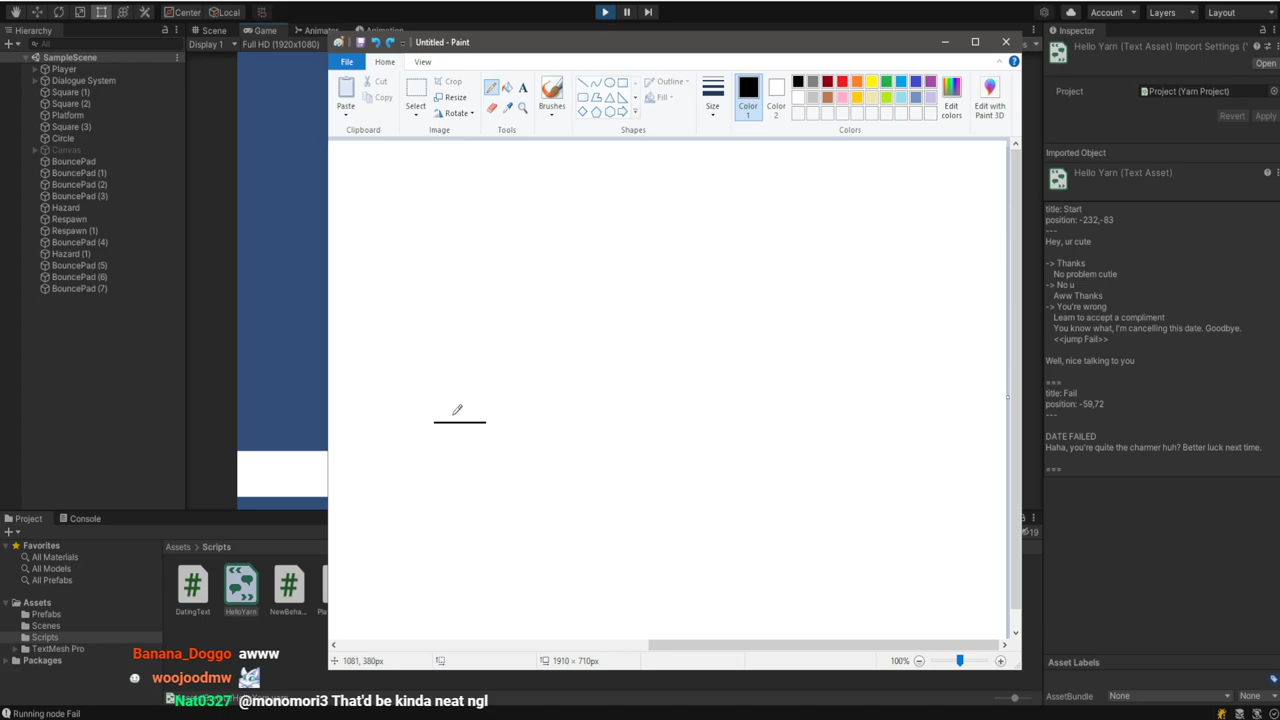 Center
Local
Account
Layers
Layout
Hierarchy
Scene
Game
Animator
Animation
Inspector
All
Display 1
Full HD (1920x1080)
Untitled - Paint
Hello Yarn (Text Asset) Import Settings
Open
File
Home
View
SampleScene
Player
Dialogue System
Square (1)
Square (2)
Platform
Square (3)
Circle
Canvas
BouncePad
BouncePad (1)
BouncePad (2)
BouncePad (3)
Hazard
Respawn
Respawn (1)
BouncePad (4)
Hazard (1)
BouncePad (5)
BouncePad (6)
BouncePad (7)
Paste
Cut
Copy
Clipboard
Select
Crop
Resize
Rotate
Image
A
Tools
Brushes
Shapes
Outline
Fill
Size
Color 1
Color 2
Colors
Edit colors
Edit with Paint 3D
Project
Project (Yarn Project)
Revert
Apply
Imported Object
Hello Yarn (Text Asset)
title: Start
position: -232,-83
---
Hey, ur cute
-> Thanks
No problem cutie
-> No u
Aww Thanks
-> You're wrong
Learn to accept a compliment
You know what, I'm cancelling this date. Goodbye.
<<jump Fail>>
Well, nice talking to you
===
title: Fail
position: -59,72
---
DATE FAILED
Haha, you're quite the charmer huh? Better luck next time.
===
Project
Console
19
Favorites
All Materials
All Models
All Prefabs
Assets
Prefabs
Scenes
Scripts
TextMesh Pro
Packages
Assets > Scripts
DatingText
HelloYarn
NewBeha...
Banana_Doggo awww
woojoodmw
Nat0327 @monomori3 That'd be kinda neat ngl
1081, 380px
1910 × 710px
100%
Asset Labels
AssetBundle
None
None
Running node Fail